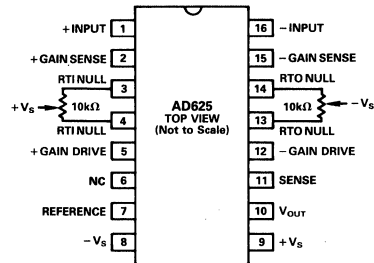 +INPUT 1 16 −INPUT
+GAIN SENSE 2 15 −GAIN SENSE
RTI NULL 3 14 RTO NULL
+VS 10kΩ AD625 10kΩ −VS
TOP VIEW
(Not to Scale)
RTI NULL 4 13 RTO NULL
+GAIN DRIVE 5 12 −GAIN DRIVE
NC 6 11 SENSE
REFERENCE 7 10 VOUT
−VS 8 9 +VS